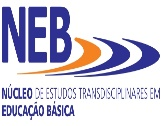 NEB
NÚCLEO DE ESTUDOS TRANSDISCIPLINARES EM
EDUCAÇÃO BÁSICA